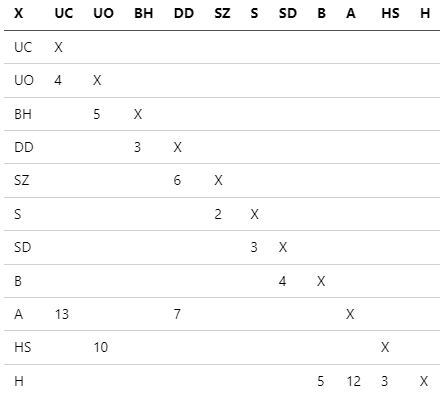 X UC UO BH DD SZ S SD B A HS H
UC X
UO 4 X
BH 5 X
DD 3 X
SZ 6 X
S 2 X
SD 3 X
B 4 X
A 13 7 X
HS 10 X
H 5 12 3 X